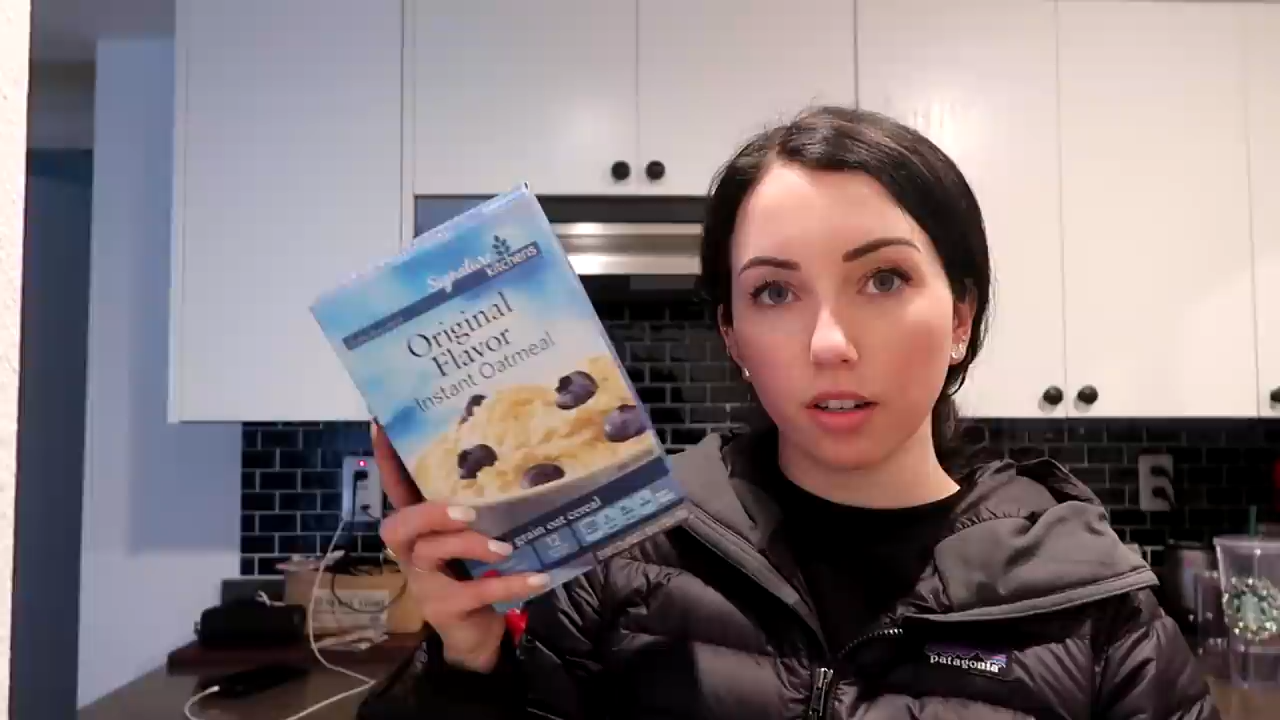 Signature
Kitchens
Original
Flavor
Instant Oatmeal
grain oat cereal
12
patagonia